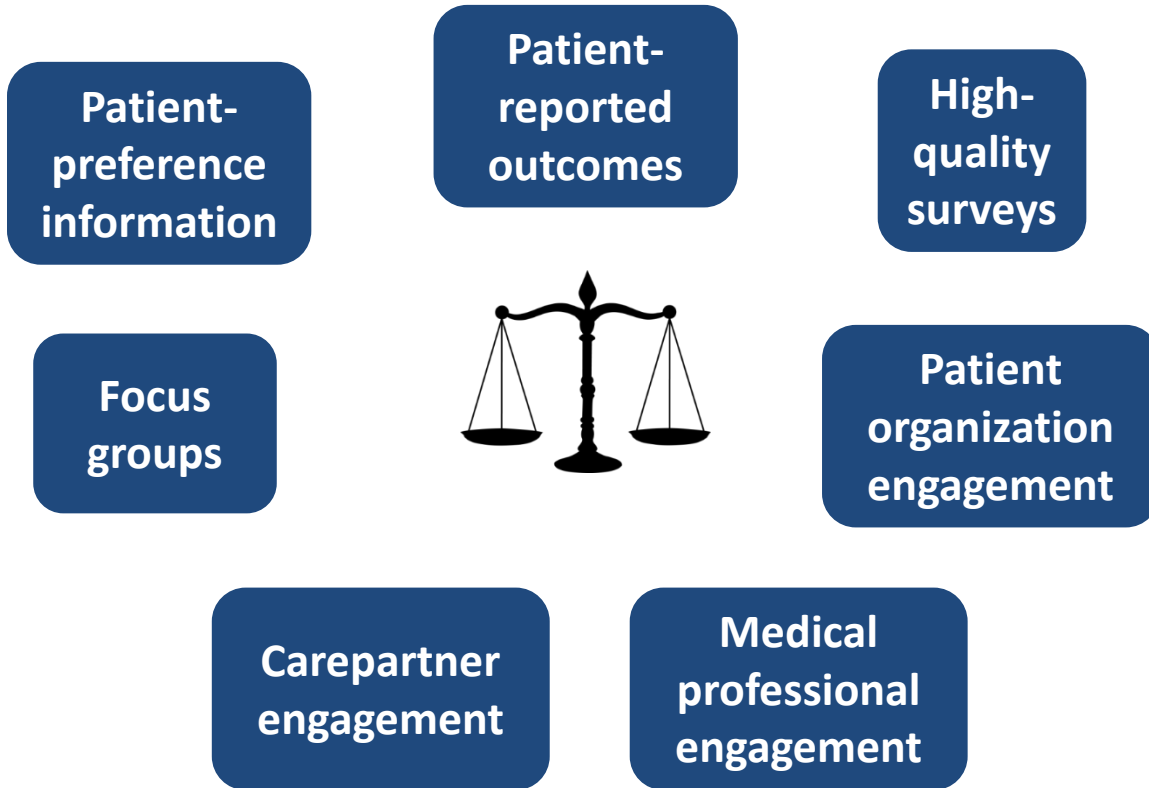 Patient-
preference
information
Patient-
reported
outcomes
High-
quality
surveys
Focus
groups
Patient
organization
engagement
Carepartner
engagement
Medical
professional
engagement